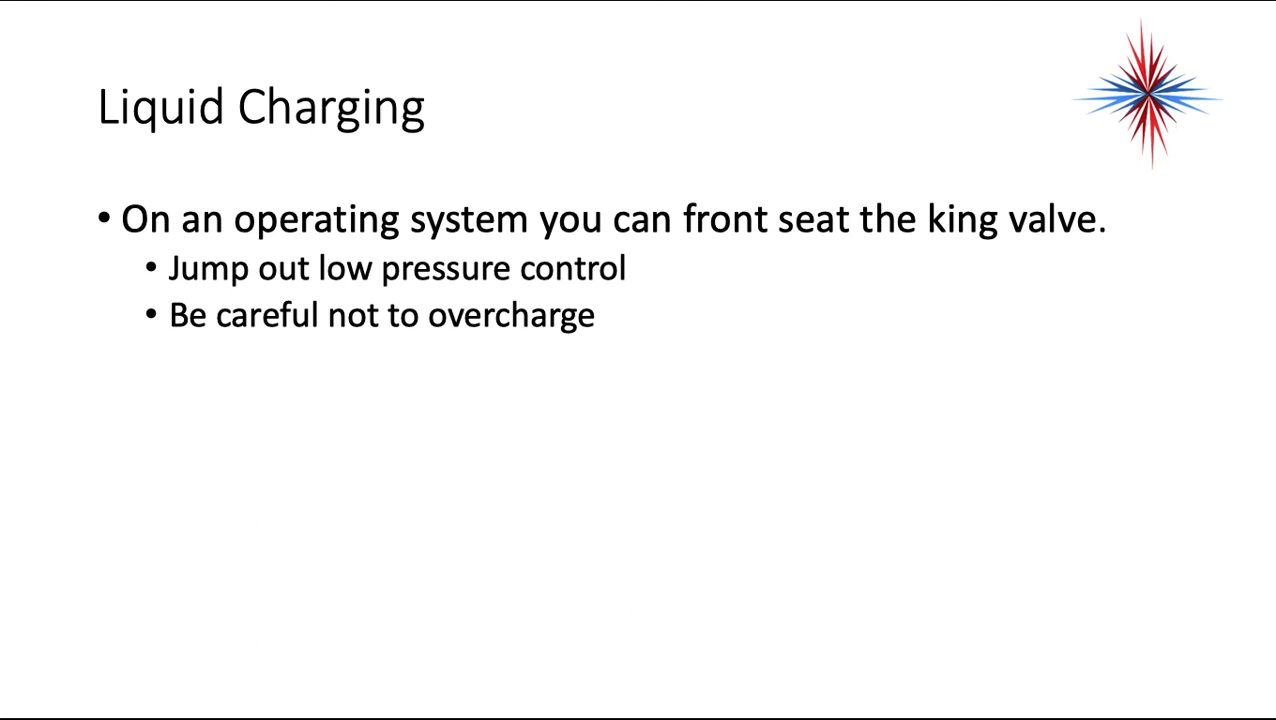 Liquid Charging
• On an operating system you can front seat the king valve.
• Jump out low pressure control
• Be careful not to overcharge